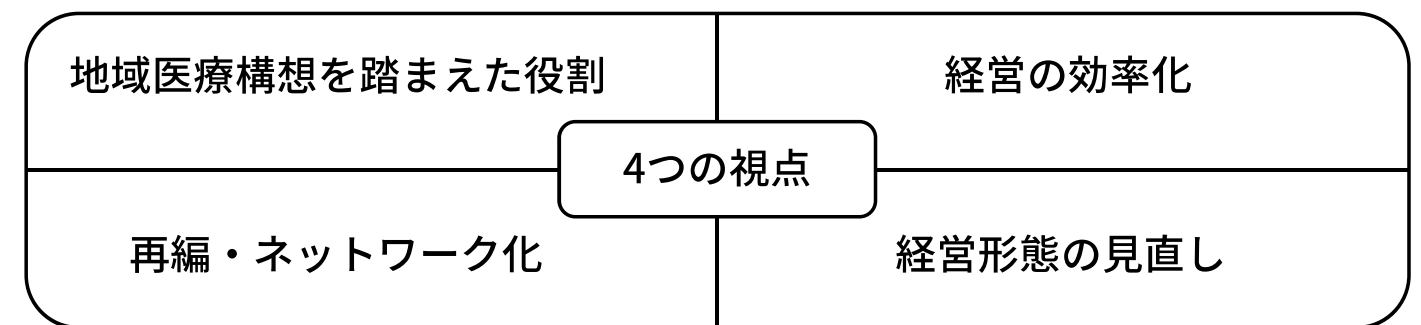 地域医療構想を踏まえた役割
経営の効率化
4つの視点
再編・ネットワーク化
経営形態の見直し